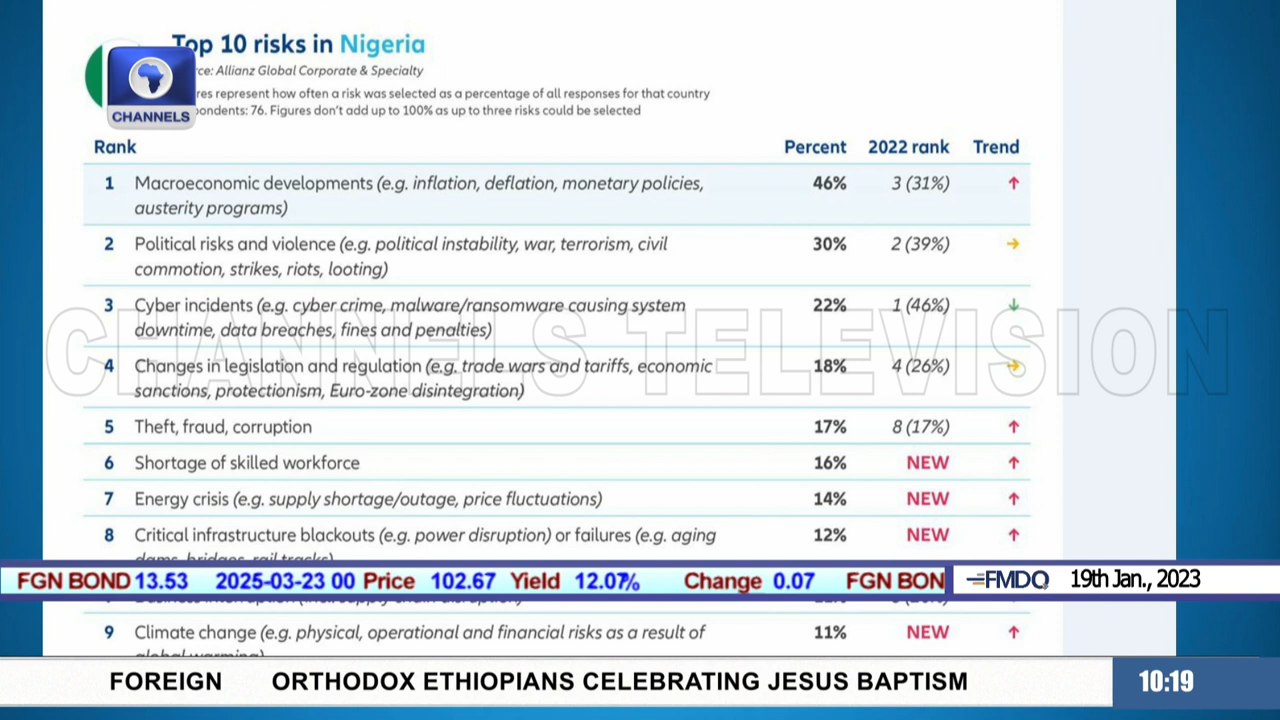 Top 10 risks in Nigeria
CHANNELS
rce: Allianz Global Corporate & Specialty
res represent how often a risk was selected as a percentage of all responses for that country
pondents: 76. Figures don't add up to 100% as up to three risks could be selected
Rank Percent 2022 rank Trend
1 Macroeconomic developments (e.g. inflation, deflation, monetary policies, 46% 3 (31%) ↑
austerity programs)
2 Political risks and violence (e.g. political instability, war, terrorism, civil 30% 2 (39%) →
commotion, strikes, riots, looting)
3 Cyber incidents (e.g. cyber crime, malware/ransomware causing system 22% 1 (46%) ↓
downtime, data breaches, fines and penalties)
CHANNELS TELEVISION
4 Changes in legislation and regulation (e.g. trade wars and tariffs, economic 18% 4 (26%) →
sanctions, protectionism, Euro-zone disintegration)
5 Theft, fraud, corruption 17% 8 (17%) ↑
6 Shortage of skilled workforce 16% NEW ↑
7 Energy crisis (e.g. supply shortage/outage, price fluctuations) 14% NEW ↑
8 Critical infrastructure blackouts (e.g. power disruption) or failures (e.g. aging 12% NEW ↑
dams, bridges, rail tracks)
FGN BOND 13.53 2025-03-23 00 Price 102.67 Yield 12.07% Change 0.07 FGN BON
FMDQ 19th Jan., 2023
9 Climate change (e.g. physical, operational and financial risks as a result of 11% NEW ↑
global warming)
FOREIGN ORTHODOX ETHIOPIANS CELEBRATING JESUS BAPTISM
10:19